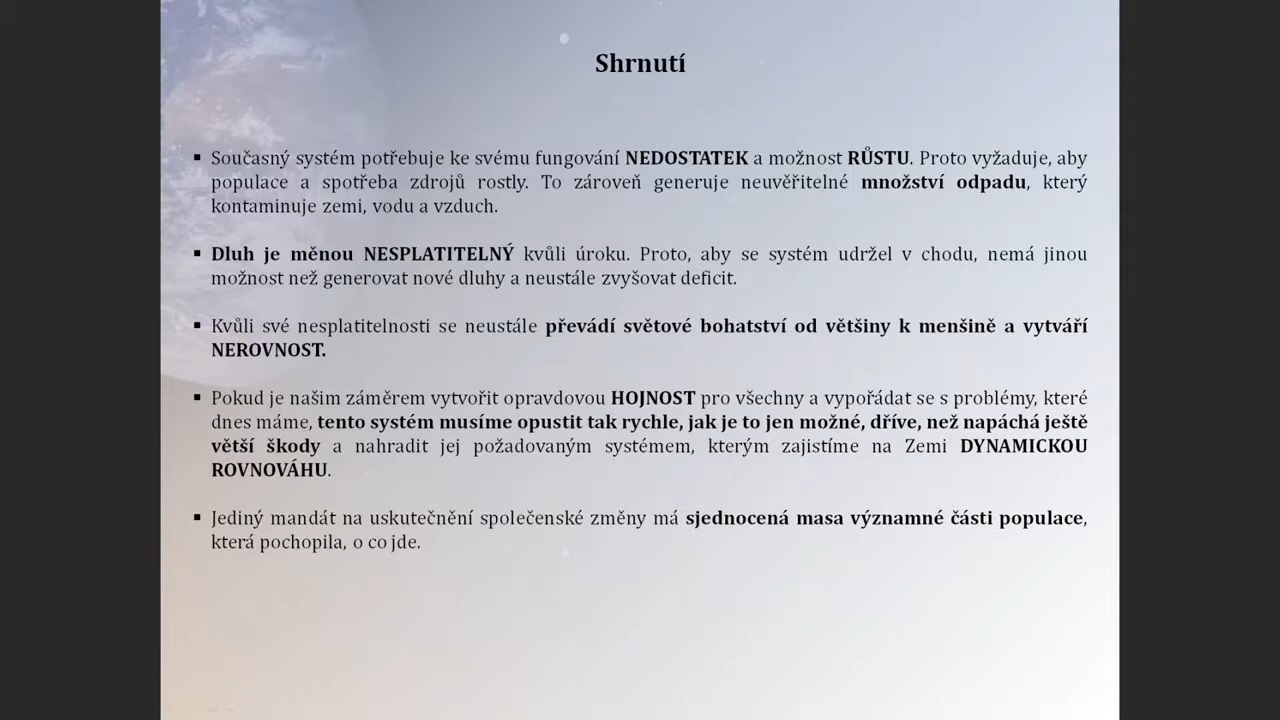 Shrnutí
▪ Současný systém potřebuje ke svému fungování NEDOSTATEK a možnost RŮSTU. Proto vyžaduje, aby
populace a spotřeba zdrojů rostly. To zároveň generuje neuvěřitelné množství odpadu, který
kontaminuje zemi, vodu a vzduch.
▪ Dluh je měnou NESPLATITELNÝ kvůli úroku. Proto, aby se systém udržel v chodu, nemá jinou
možnost než generovat nové dluhy a neustále zvyšovat deficit.
▪ Kvůli své nesplatitelnosti se neustále převádí světové bohatství od většiny k menšině a vytváří
NEROVNOST.
▪ Pokud je našim záměrem vytvořit opravdovou HOJNOST pro všechny a vypořádat se s problémy, které
dnes máme, tento systém musíme opustit tak rychle, jak je to jen možné, dříve, než napáchá ještě
větší škody a nahradit jej požadovaným systémem, kterým zajistíme na Zemi DYNAMICKOU
ROVNOVÁHU.
▪ Jediný mandát na uskutečnění společenské změny má sjednocená masa významné části populace,
která pochopila, o co jde.